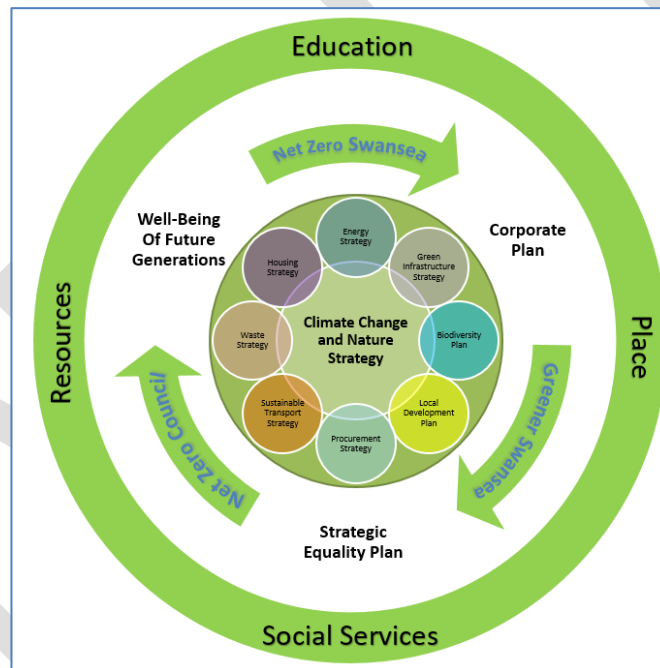 Education
Net Zero Swansea
Well-Being
Of Future
Generations
Corporate
Plan
Energy
Strategy
Housing
Strategy
Green
Infrastructure
Strategy
Resources
Place
Waste
Strategy
Climate Change
and Nature
Strategy
Biodiversity
Plan
Net Zero Council
Greener Swansea
Sustainable
Transport
Strategy
Local
Development
Plan
Procurement
Strategy
Strategic
Equality Plan
Social Services